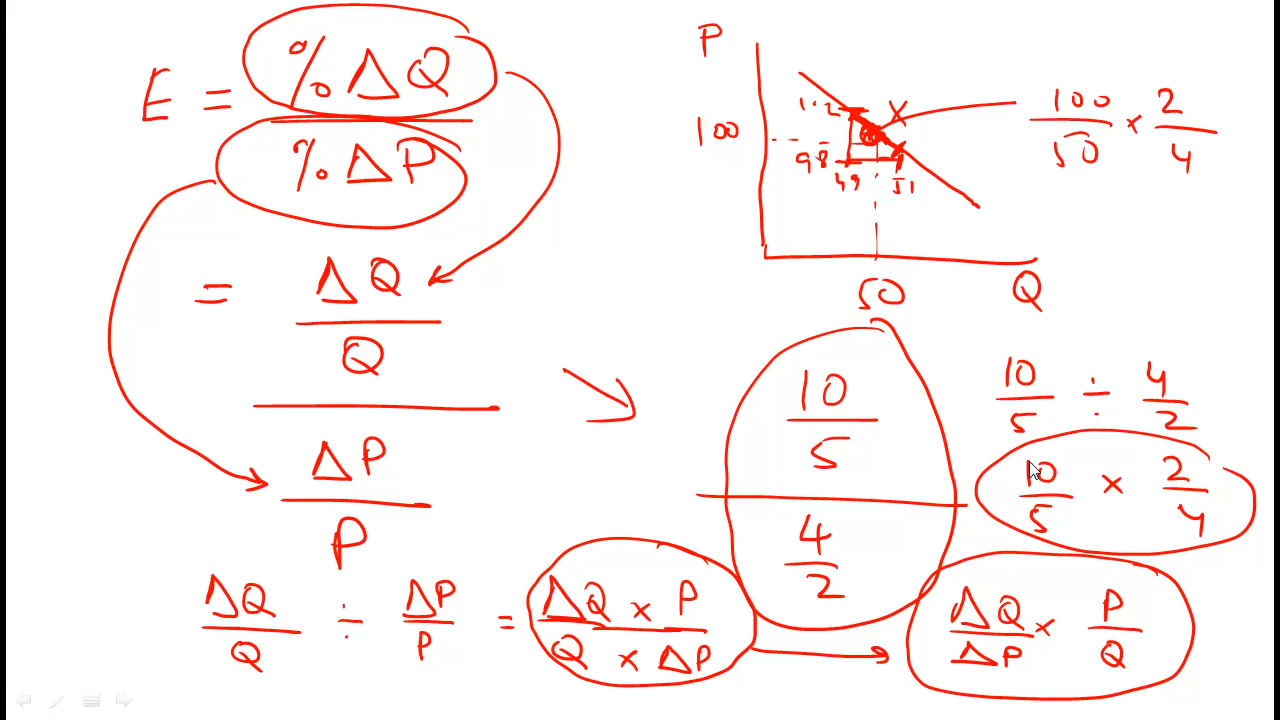 E = %ΔQ
%ΔP
= ΔQ
Q
ΔP
P
ΔQ/Q ÷ ΔP/P = ΔQ × P / Q × ΔP
ΔQ/ΔP × P/Q
P
100
102
98
49
51
X
50
Q
100/50 × 2/4
10/5
4/2
10/5 ÷ 4/2
10/5 × 2/4